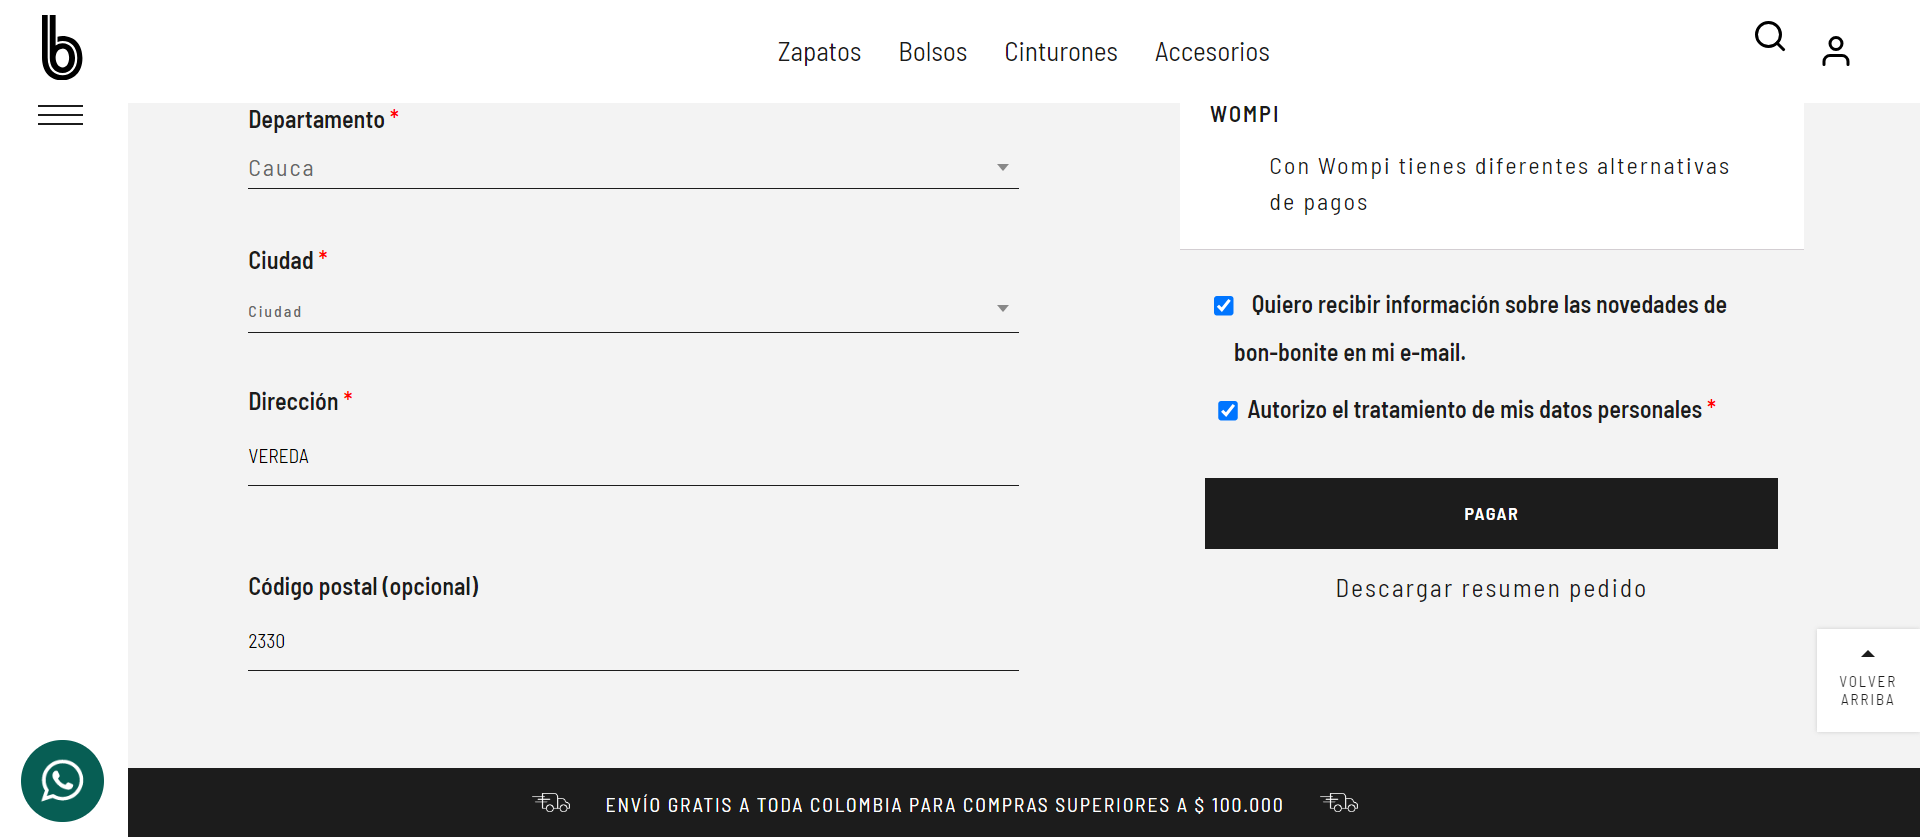 b
Zapatos Bolsos Cinturones Accesorios
Departamento *
Cauca
Ciudad *
Ciudad
Dirección *
VEREDA
Código postal (opcional)
2330
WOMPI
Con Wompi tienes diferentes alternativas
de pagos
Quiero recibir información sobre las novedades de
bon-bonite en mi e-mail.
Autorizo el tratamiento de mis datos personales *
PAGAR
Descargar resumen pedido
VOLVER
ARRIBA
ENVÍO GRATIS A TODA COLOMBIA PARA COMPRAS SUPERIORES A $ 100.000